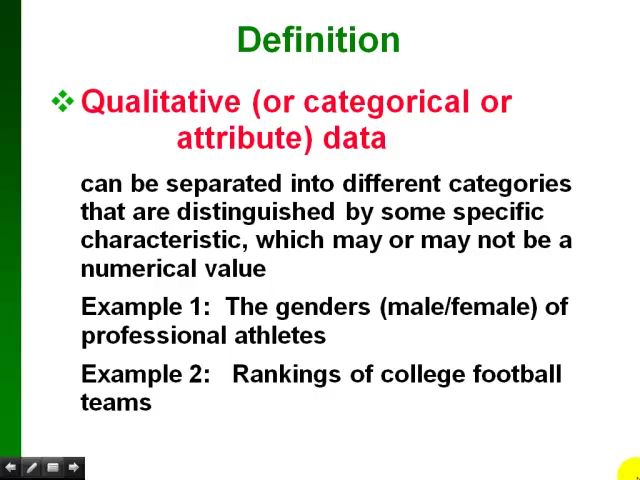 Definition
Qualitative (or categorical or
attribute) data
can be separated into different categories
that are distinguished by some specific
characteristic, which may or may not be a
numerical value
Example 1: The genders (male/female) of
professional athletes
Example 2: Rankings of college football
teams